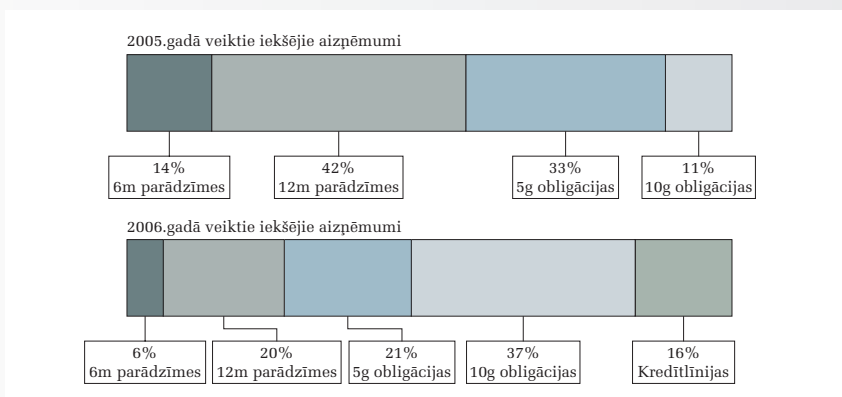 2005.gadā veiktie iekšējie aizņēmumi
14%
6m parādzīmes
42%
12m parādzīmes
33%
5g obligācijas
11%
10g obligācijas
2006.gadā veiktie iekšējie aizņēmumi
6%
6m parādzīmes
20%
12m parādzīmes
21%
5g obligācijas
37%
10g obligācijas
16%
Kredītlīnijas